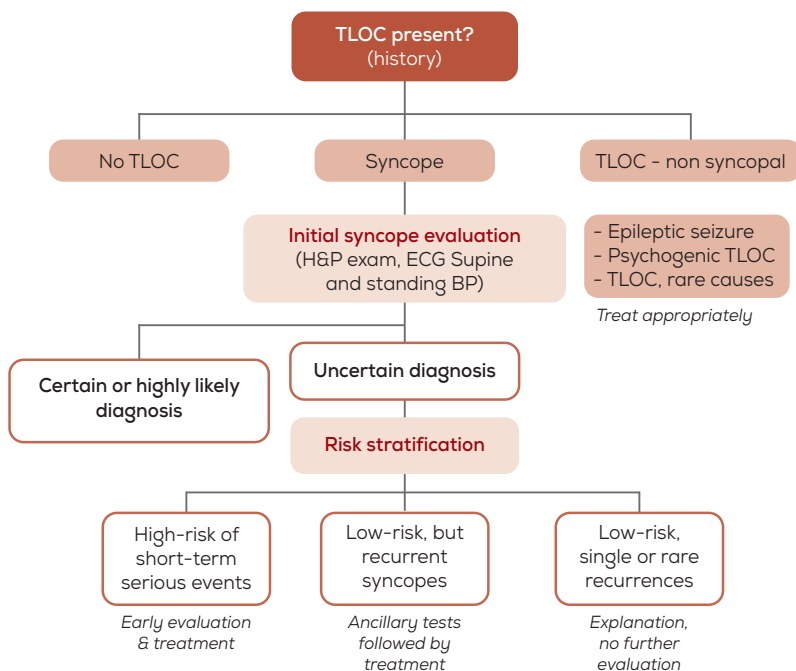 TLOC present?
(history)
No TLOC
Syncope
TLOC - non syncopal
Initial syncope evaluation
(H&P exam, ECG Supine
and standing BP)
- Epileptic seizure
- Psychogenic TLOC
- TLOC, rare causes
Treat appropriately
Certain or highly likely
diagnosis
Uncertain diagnosis
Risk stratification
High-risk of
short-term
serious events
Early evaluation
& treatment
Low-risk, but
recurrent
syncopes
Ancillary tests
followed by
treatment
Low-risk,
single or rare
recurrences
Explanation,
no further
evaluation